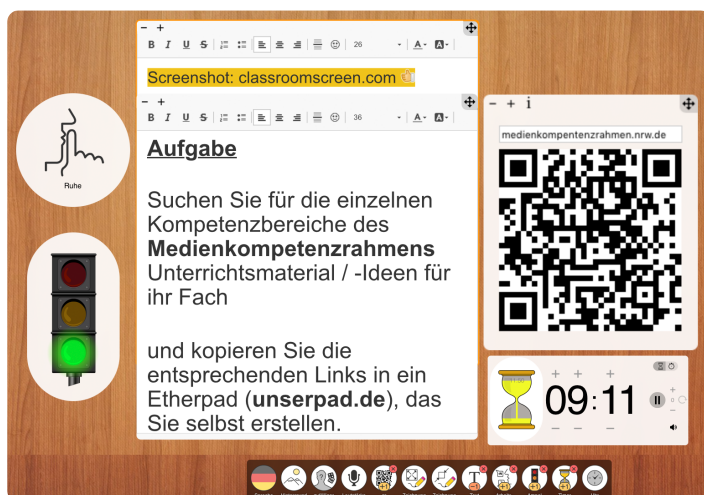 - +
B I U S 26 A A
Screenshot: classroomscreen.com
- +
B I U S 36 A A
Aufgabe
Suchen Sie für die einzelnen
Kompetenzbereiche des
Medienkompetenzrahmens
Unterrichtsmaterial / -Ideen für
ihr Fach
und kopieren Sie die
entsprechenden Links in ein
Etherpad (unserpad.de), das
Sie selbst erstellen.
Ruhe
- + i
medienkompentenzrahmen.nrw.de
+ + +
09:11
- - -
+
0
-